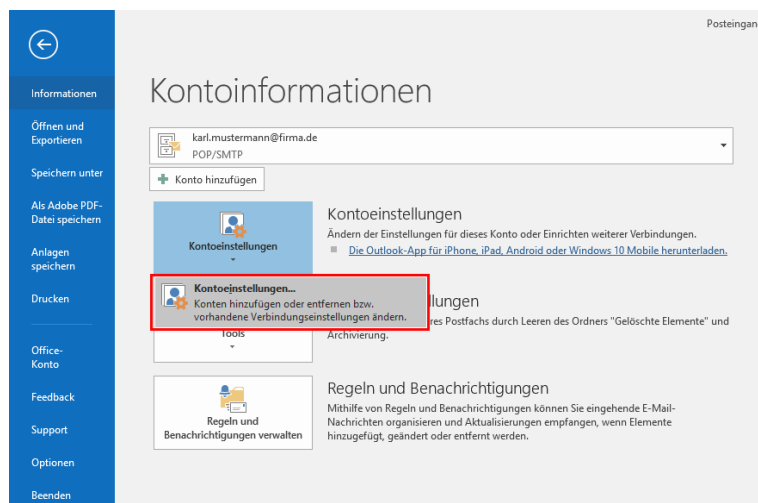 Posteingan
Informationen
Öffnen und
Exportieren
Speichern unter
Als Adobe PDF-
Datei speichern
Anlagen
speichern
Drucken
Office-
Konto
Feedback
Support
Optionen
Beenden
Kontoinformationen
karl.mustermann@firma.de
POP/SMTP
Konto hinzufügen
Kontoeinstellungen
Kontoeinstellungen
Ändern der Einstellungen für dieses Konto oder Einrichten weiterer Verbindungen.
Die Outlook-App für iPhone, iPad, Android oder Windows 10 Mobile herunterladen.
Kontoeinstellungen...
Konten hinzufügen oder entfernen bzw.
vorhandene Verbindungseinstellungen ändern.
Tools
llungen
res Postfachs durch Leeren des Ordners "Gelöschte Elemente" und
Archivierung.
Regeln und
Benachrichtigungen verwalten
Regeln und Benachrichtigungen
Mithilfe von Regeln und Benachrichtigungen können Sie eingehende E-Mail-
Nachrichten organisieren und Aktualisierungen empfangen, wenn Elemente
hinzugefügt, geändert oder entfernt werden.